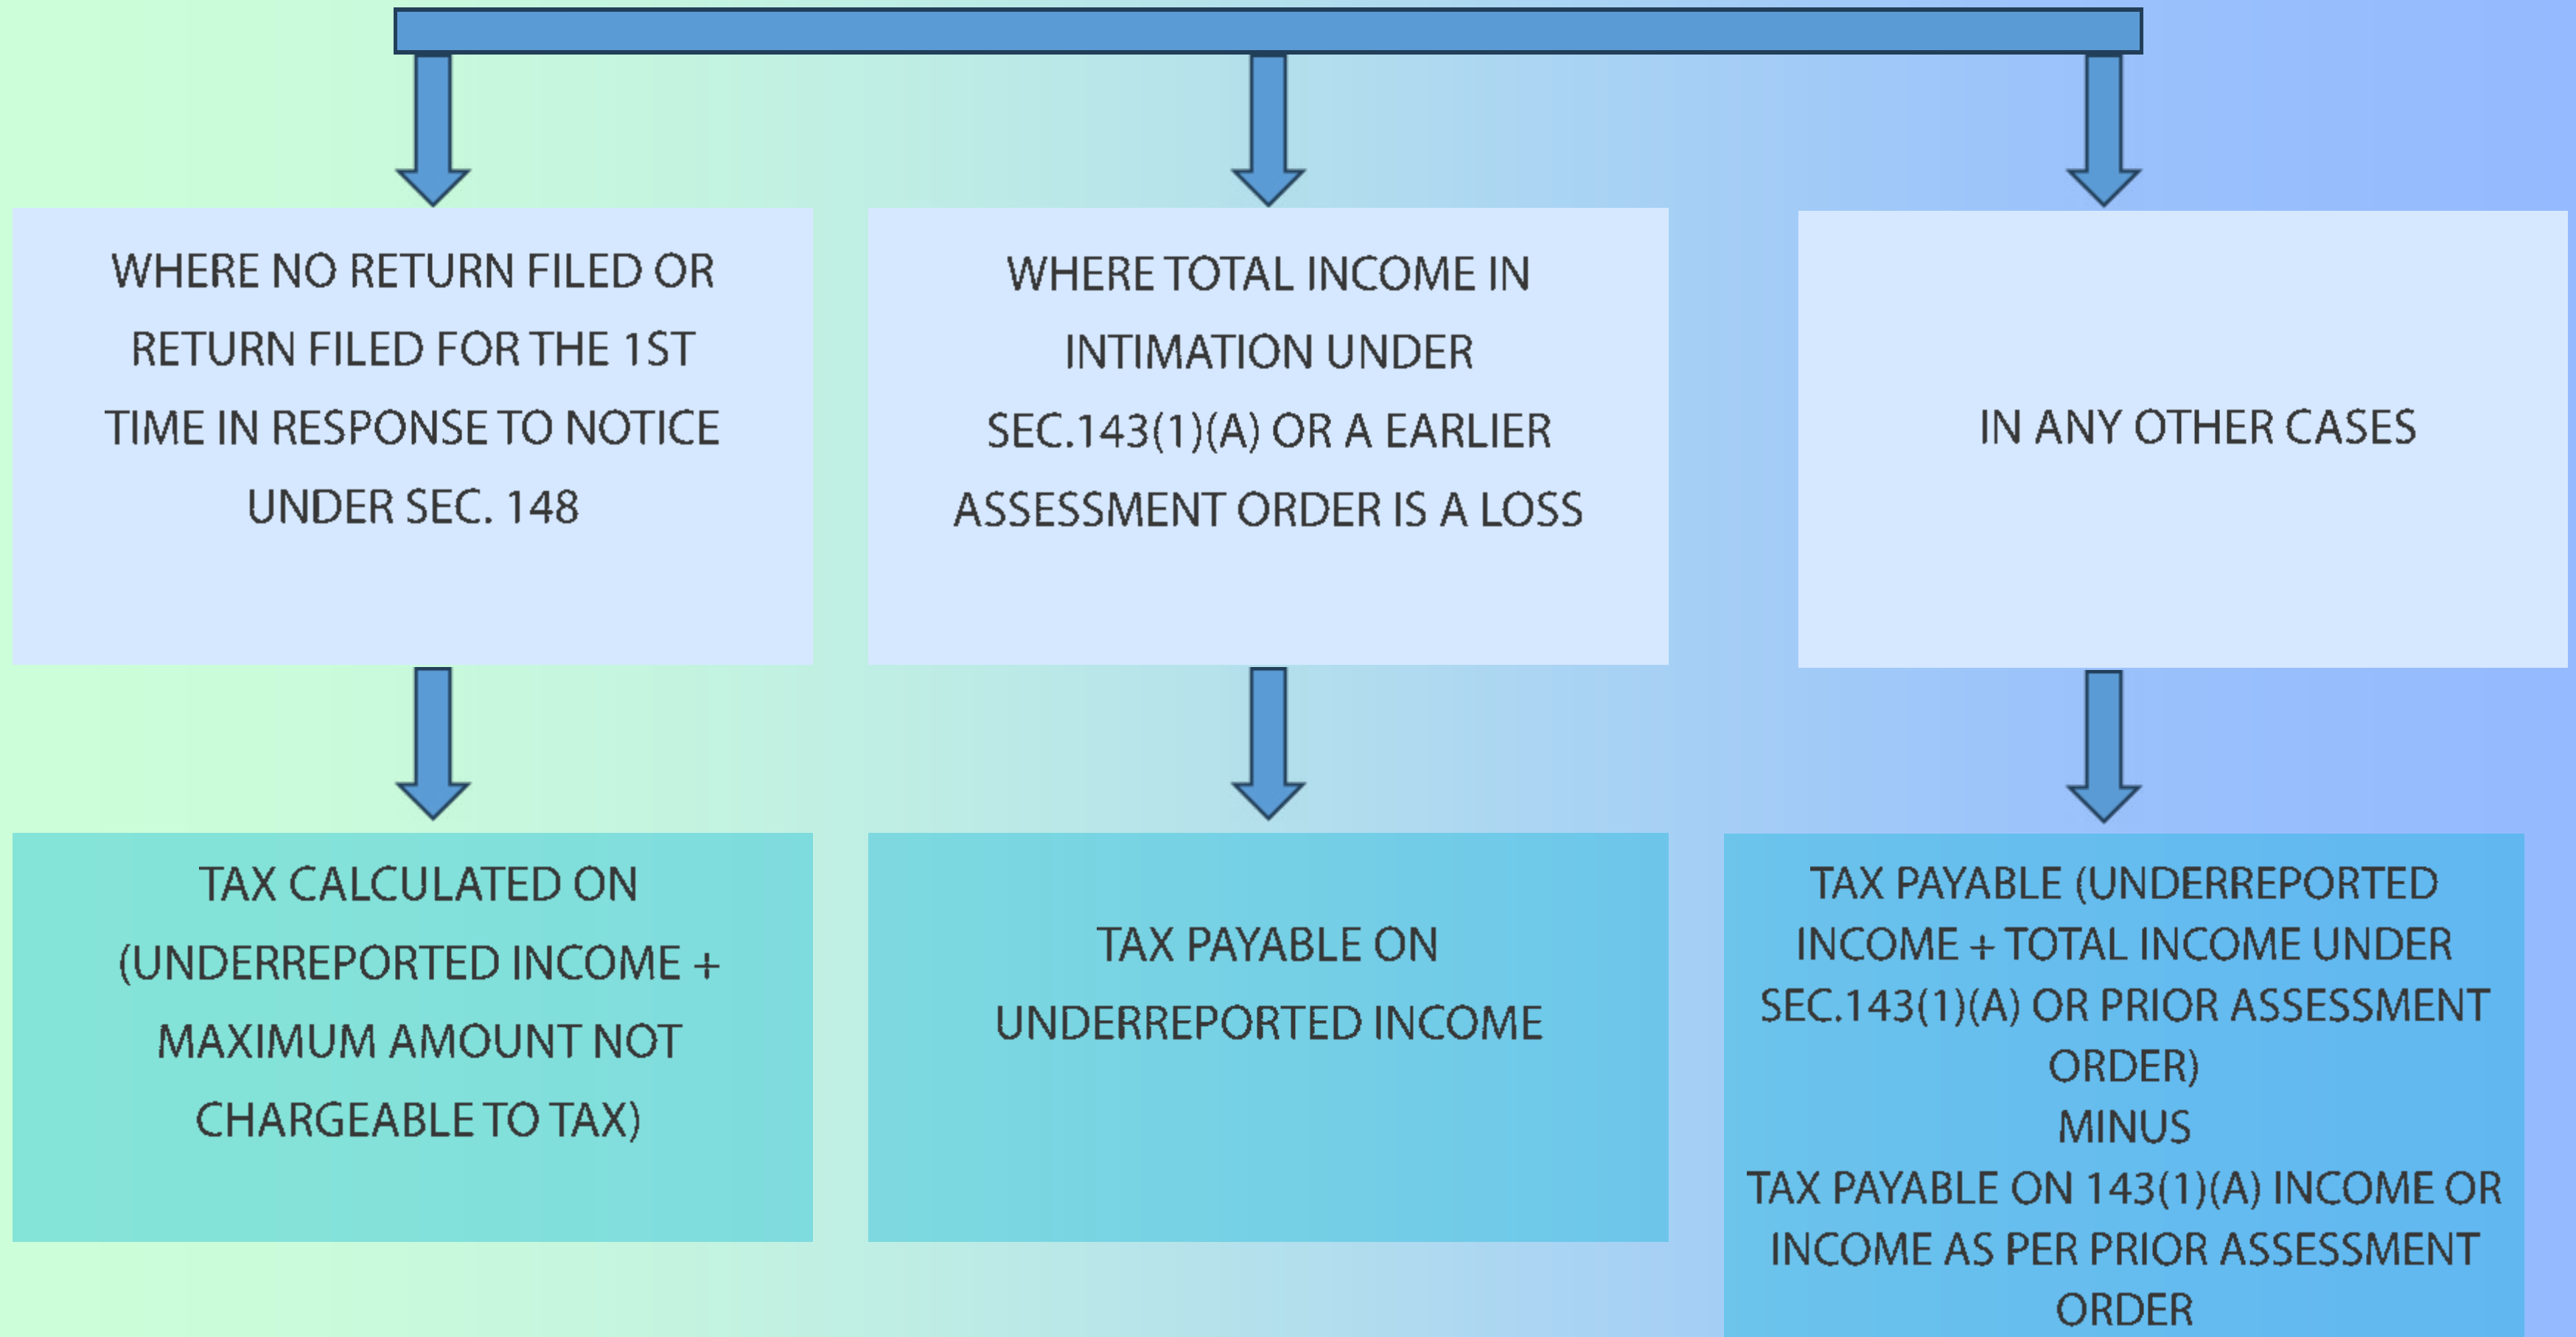 WHERE NO RETURN FILED OR
RETURN FILED FOR THE 1ST
TIME IN RESPONSE TO NOTICE
UNDER SEC. 148
WHERE TOTAL INCOME IN
INTIMATION UNDER
SEC.143(1)(A) OR A EARLIER
ASSESSMENT ORDER IS A LOSS
IN ANY OTHER CASES
TAX CALCULATED ON
(UNDERREPORTED INCOME +
MAXIMUM AMOUNT NOT
CHARGEABLE TO TAX)
TAX PAYABLE ON
UNDERREPORTED INCOME
TAX PAYABLE (UNDERREPORTED
INCOME + TOTAL INCOME UNDER
SEC.143(1)(A) OR PRIOR ASSESSMENT
ORDER)
MINUS
TAX PAYABLE ON 143(1)(A) INCOME OR
INCOME AS PER PRIOR ASSESSMENT
ORDER